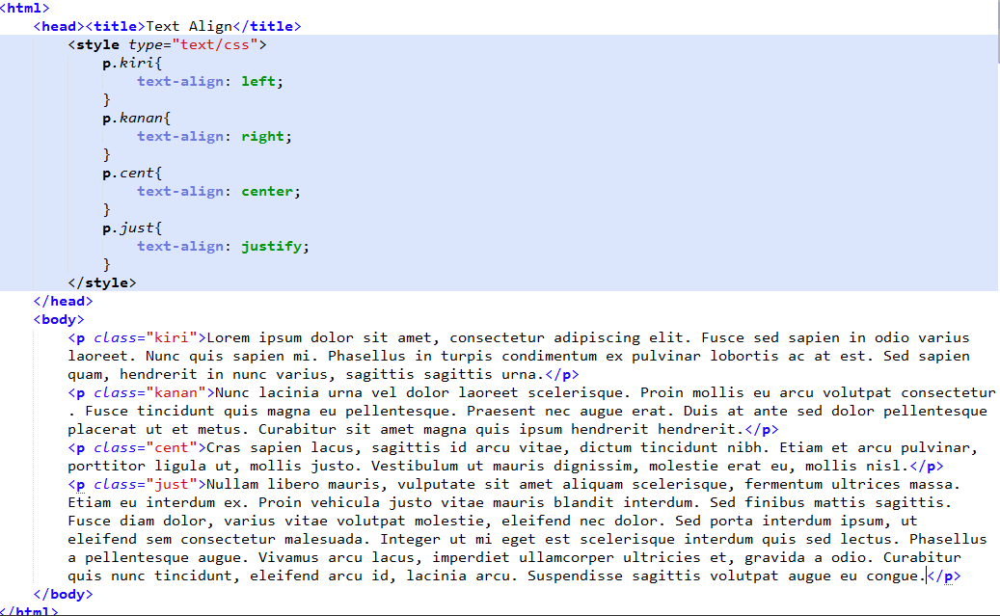 <html>
<head><title>Text Align</title>
<style type="text/css">
p.kiri{
text-align: left;
}
p.kanan{
text-align: right;
}
p.cent{
text-align: center;
}
p.just{
text-align: justify;
}
</style>
</head>
<body>
<p class="kiri">Lorem ipsum dolor sit amet, consectetur adipiscing elit. Fusce sed sapien in odio varius
laoreet. Nunc quis sapien mi. Phasellus in turpis condimentum ex pulvinar lobortis ac at est. Sed sapien
quam, hendrerit in nunc varius, sagittis sagittis urna.</p>
<p class="kanan">Nunc lacinia urna vel dolor laoreet scelerisque. Proin mollis eu arcu volutpat consectetur
. Fusce tincidunt quis magna eu pellentesque. Praesent nec augue erat. Duis at ante sed dolor pellentesque
placerat ut et metus. Curabitur sit amet magna quis ipsum hendrerit hendrerit.</p>
<p class="cent">Cras sapien lacus, sagittis id arcu vitae, dictum tincidunt nibh. Etiam et arcu pulvinar,
porttitor ligula ut, mollis justo. Vestibulum ut mauris dignissim, molestie erat eu, mollis nisl.</p>
<p class="just">Nullam libero mauris, vulputate sit amet aliquam scelerisque, fermentum ultrices massa.
Etiam eu interdum ex. Proin vehicula justo vitae mauris blandit interdum. Sed finibus mattis sagittis.
Fusce diam dolor, varius vitae volutpat molestie, eleifend nec dolor. Sed porta interdum ipsum, ut
eleifend sem consectetur malesuada. Integer ut mi eget est scelerisque interdum quis sed lectus. Phasellus
a pellentesque augue. Vivamus arcu lacus, imperdiet ullamcorper ultricies et, gravida a odio. Curabitur
quis nunc tincidunt, eleifend arcu id, lacinia arcu. Suspendisse sagittis volutpat augue eu congue.</p>
</body>
</html>